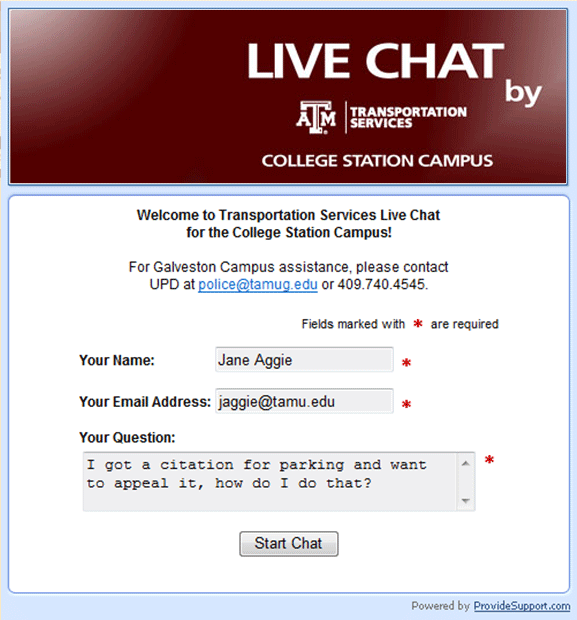 LIVE CHAT
by
ATM TRANSPORTATION
SERVICES
COLLEGE STATION CAMPUS
Welcome to Transportation Services Live Chat
for the College Station Campus!
For Galveston Campus assistance, please contact
UPD at police@tamug.edu or 409.740.4545.
Fields marked with * are required
Your Name: Jane Aggie *
Your Email Address: jaggie@tamu.edu *
Your Question:
I got a citation for parking and want *
to appeal it, how do I do that?
Start Chat
Powered by ProvideSupport.com